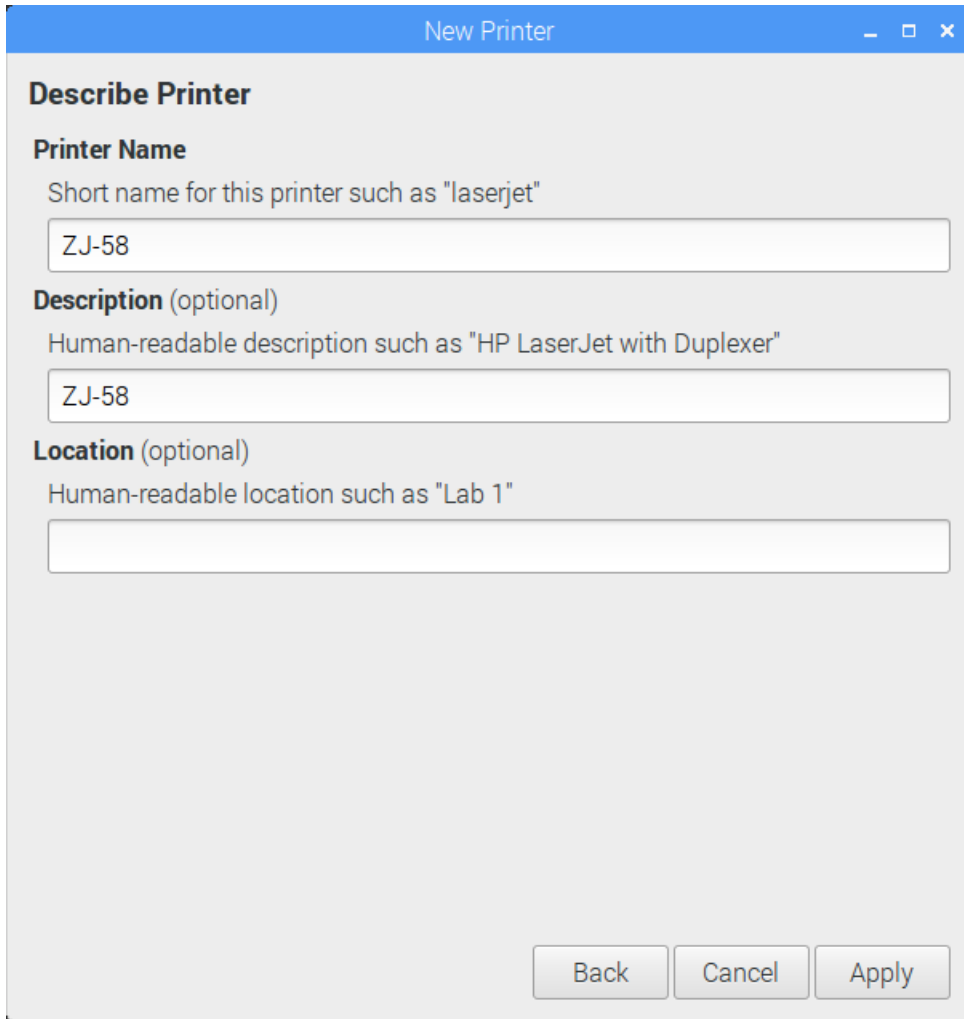 New Printer
Describe Printer
Printer Name
Short name for this printer such as "laserjet"
ZJ-58
Description (optional)
Human-readable description such as "HP LaserJet with Duplexer"
ZJ-58
Location (optional)
Human-readable location such as "Lab 1"
Back Cancel Apply